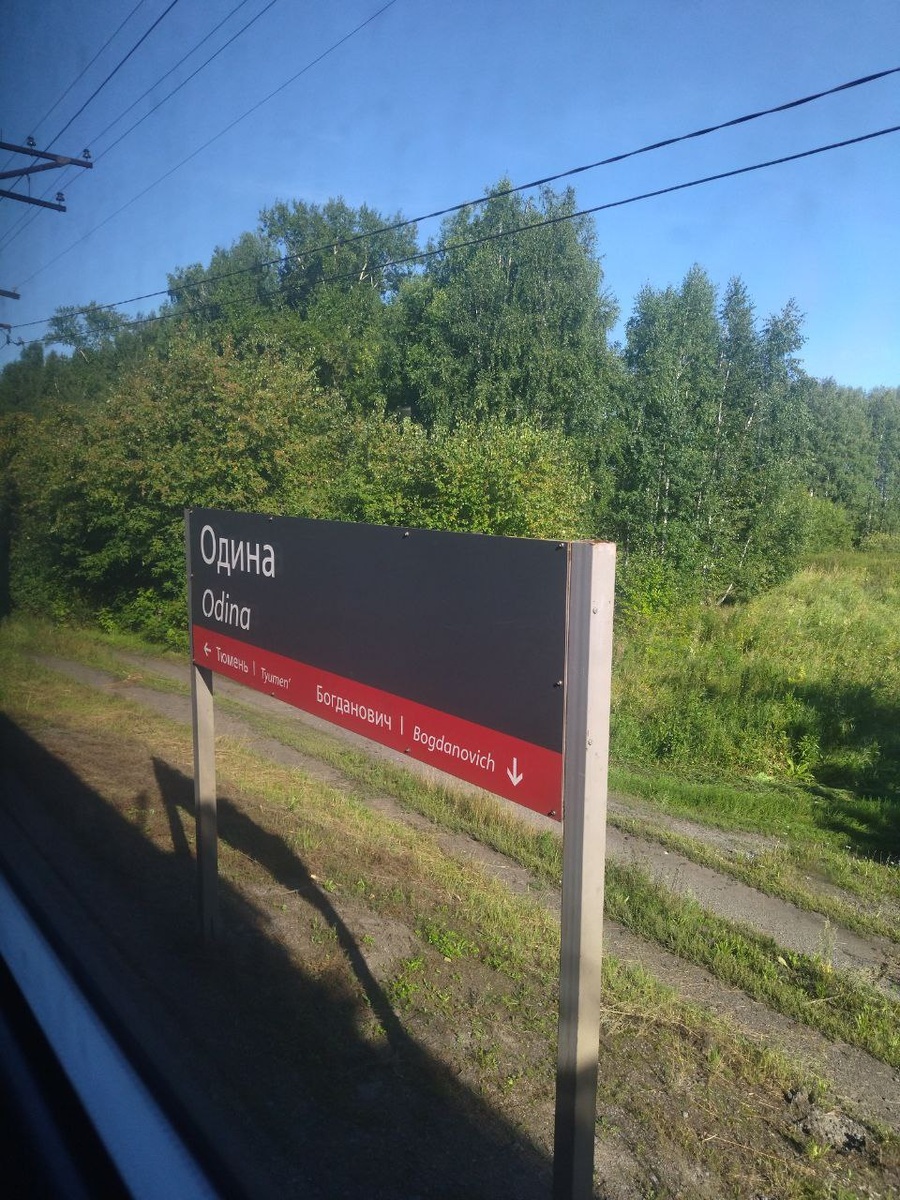 Одина
Odina
← Тюмень | Tyumen' Богданович | Bogdanovich ↓